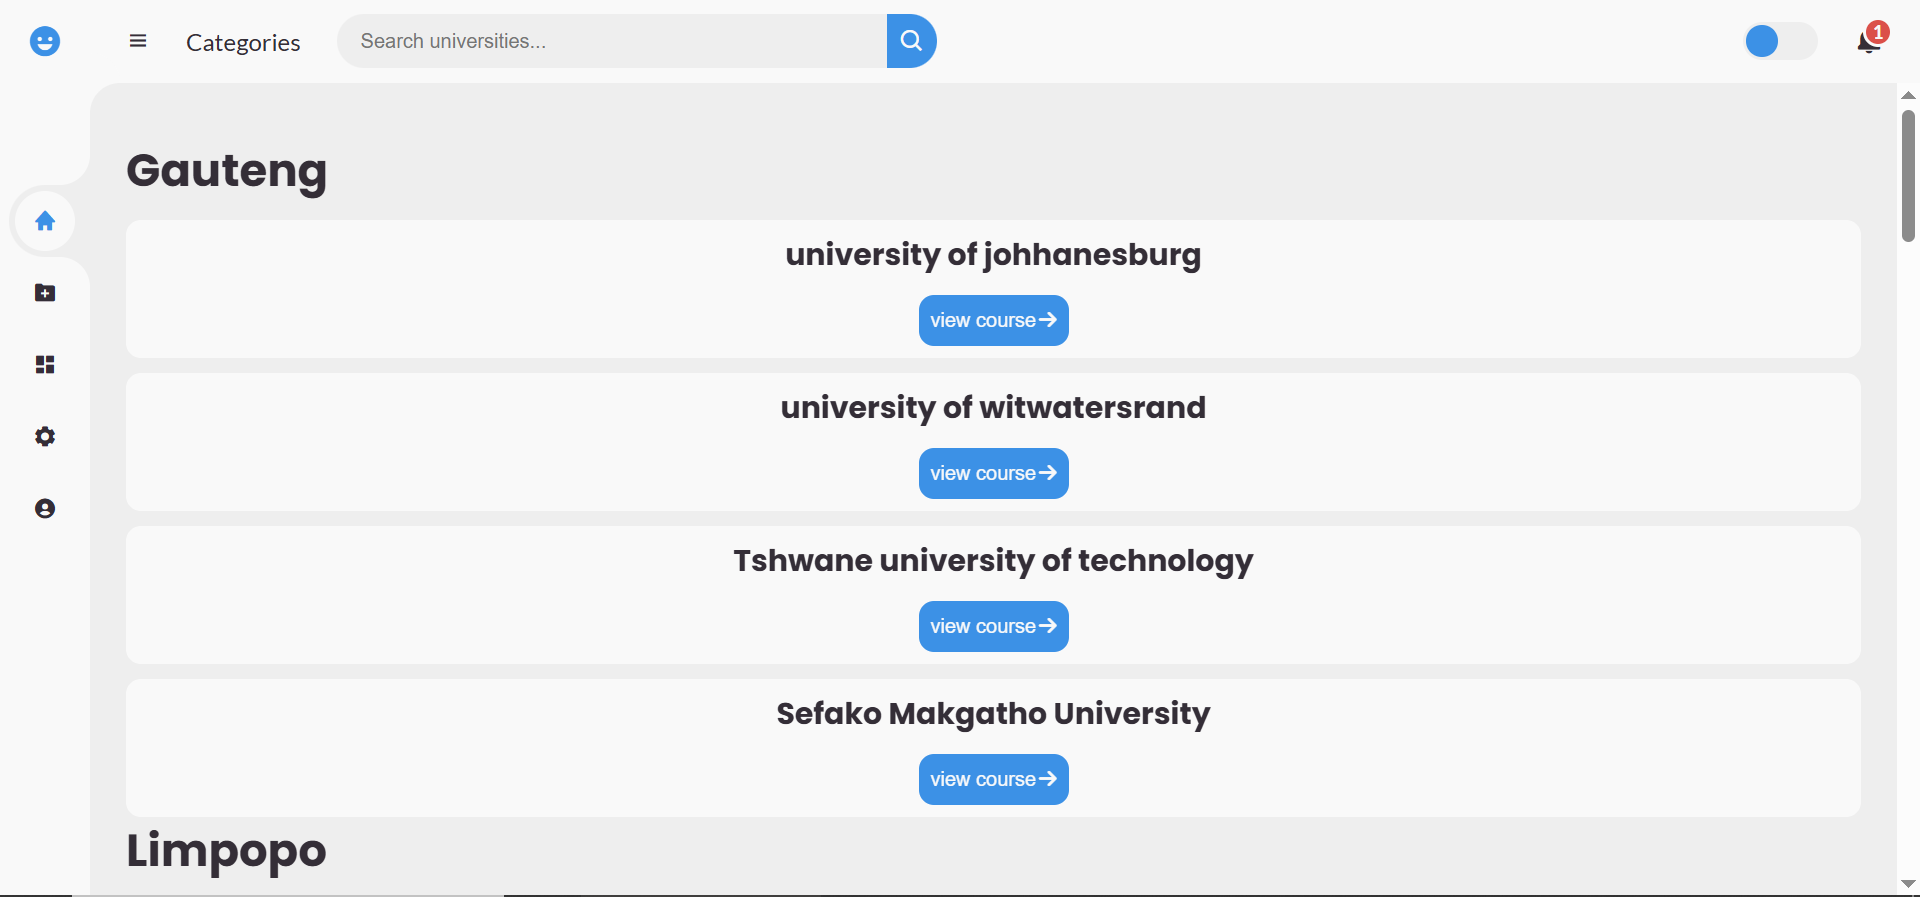 Categories
Search universities...
1
Gauteng
university of johhanesburg
view course
university of witwatersrand
view course
Tshwane university of technology
view course
Sefako Makgatho University
view course
Limpopo